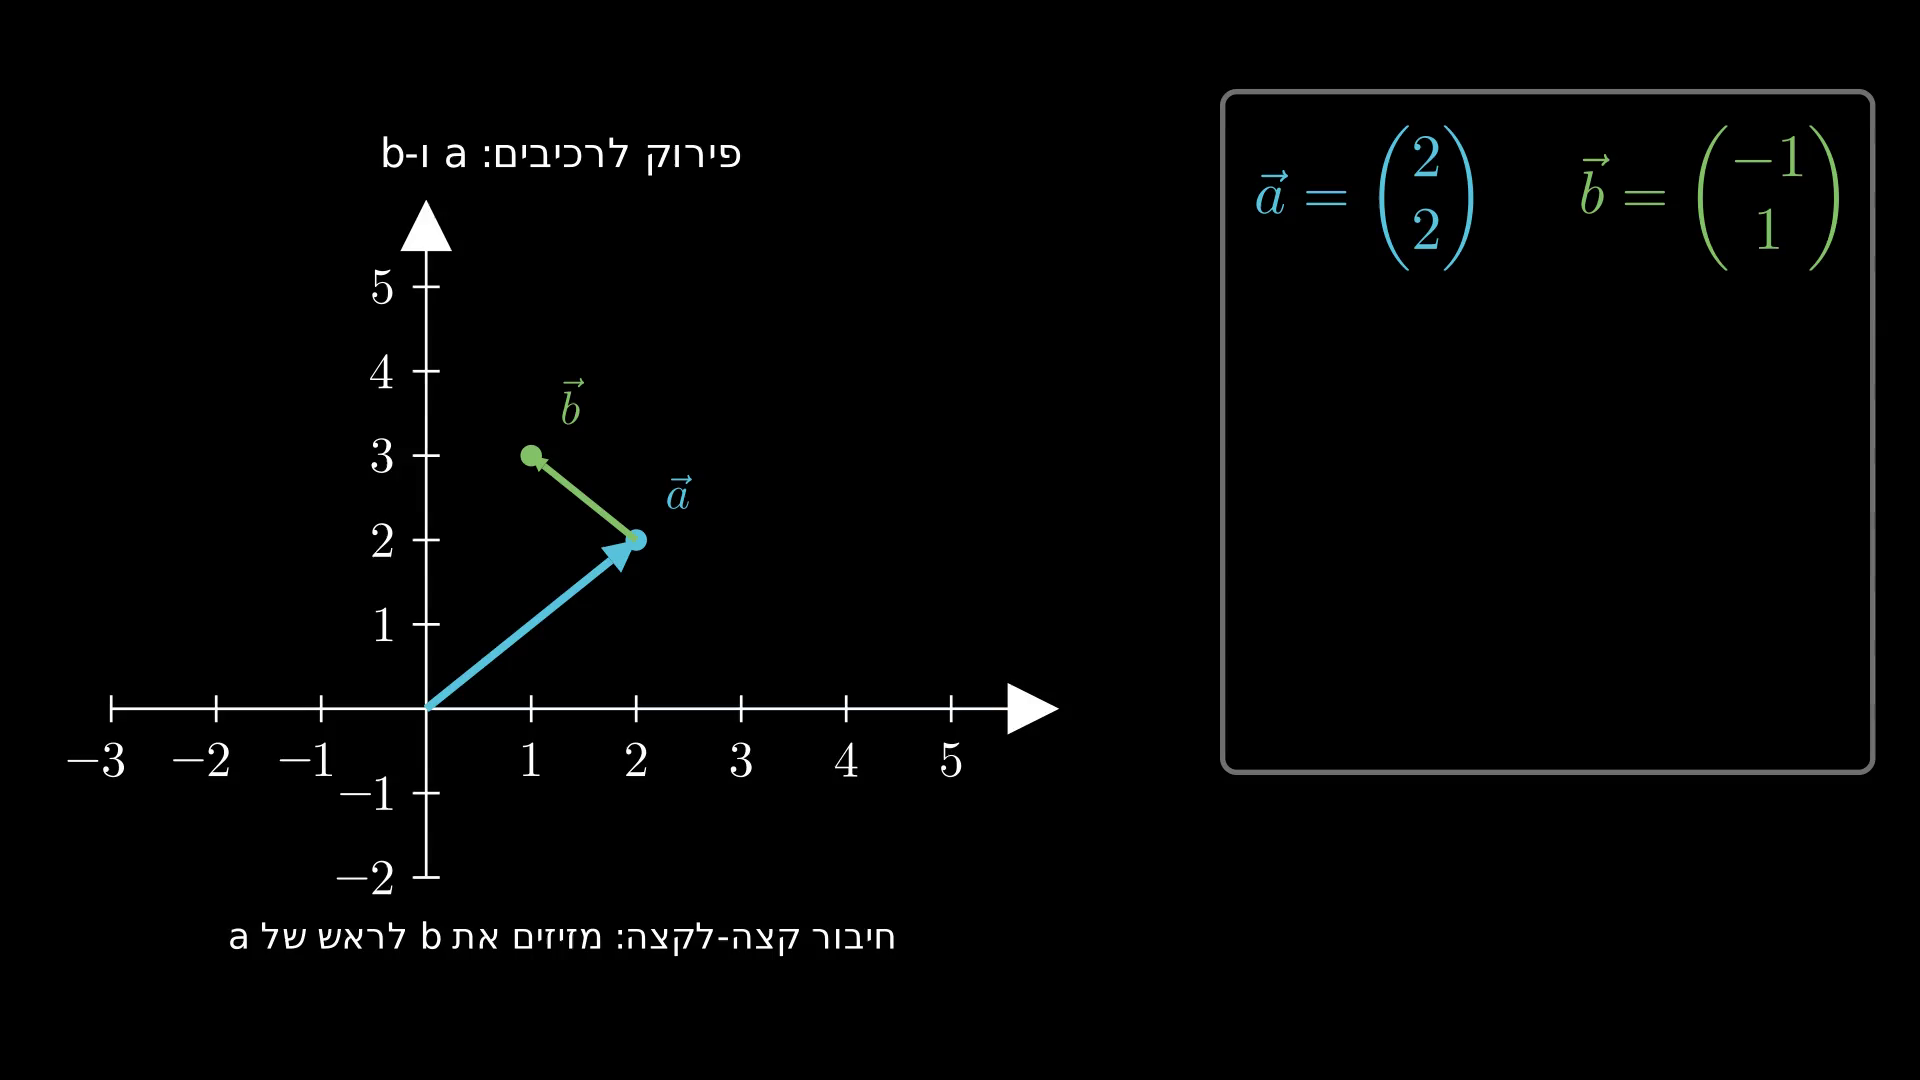 פירוק לרכיבים: a ו-b
5
4
3
2
1
b⃗
a⃗
−3 −2 −1 1 2 3 4 5
−1
−2
חיבור קצה-לקצה: מזיזים את b לראש של a
a⃗ = (2 2) b⃗ = (−1 1)